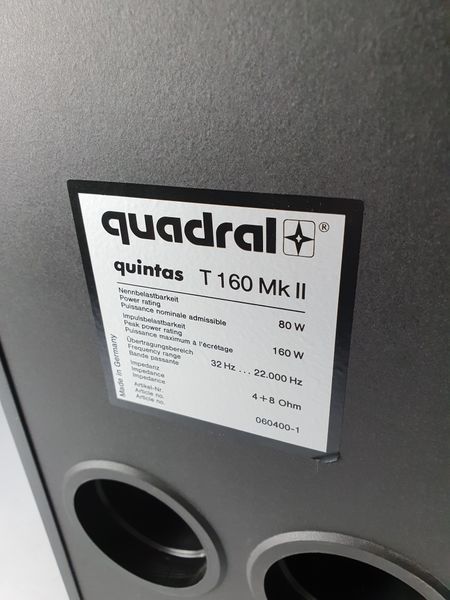 quadral ®
quintas T 160 Mk II
Nennbelastbarkeit
Power rating
Puissance nominale admissible 80 W
Impulsbelastbarkeit
Peak power rating
Puissance maximum à l'écrétage 160 W
Übertragungsbereich
Frequency range
Bande passante 32 Hz ... 22.000 Hz
Impedanz
Impedance
Impedance 4 + 8 Ohm
Artikel-Nr.
Article no.
Article no. 060400-1
Made in Germany